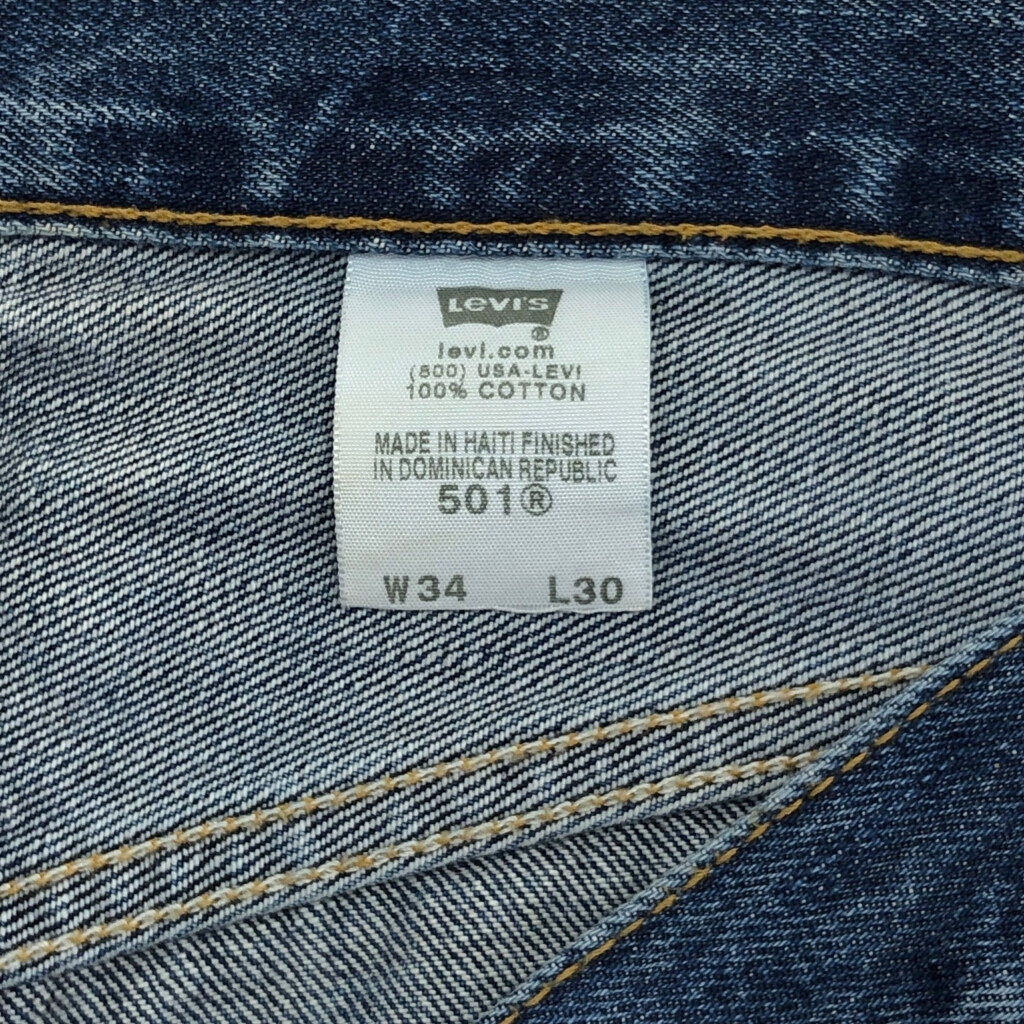 LEVI'S
®
levi.com
(800) USA-LEVI
100% COTTON
MADE IN HAITI FINISHED
IN DOMINICAN REPUBLIC
501®
W34 L30